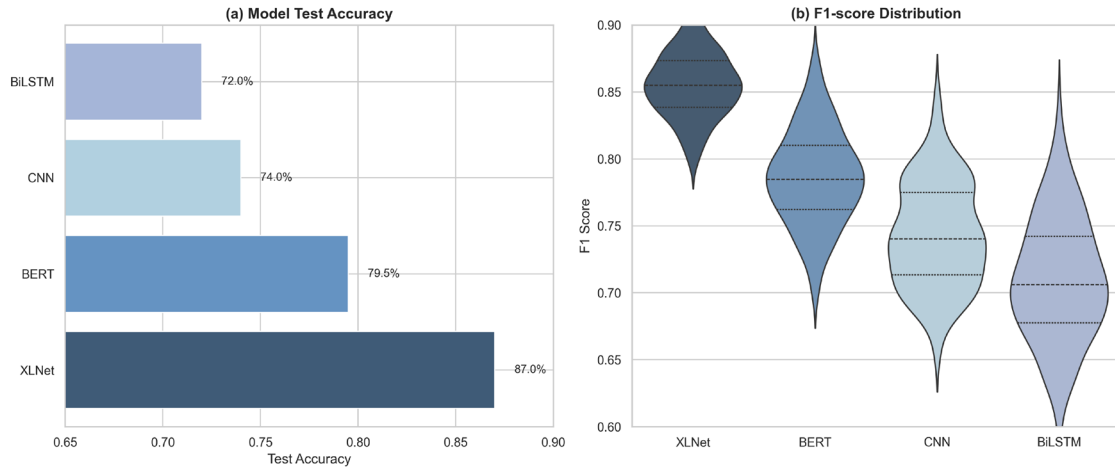 (a) Model Test Accuracy
BiLSTM
72.0%
CNN
74.0%
BERT
79.5%
XLNet
87.0%
0.65
0.70
0.75
0.80
0.85
0.90
Test Accuracy
(b) F1-score Distribution
F1 Score
0.90
0.85
0.80
0.75
0.70
0.65
0.60
XLNet
BERT
CNN
BiLSTM